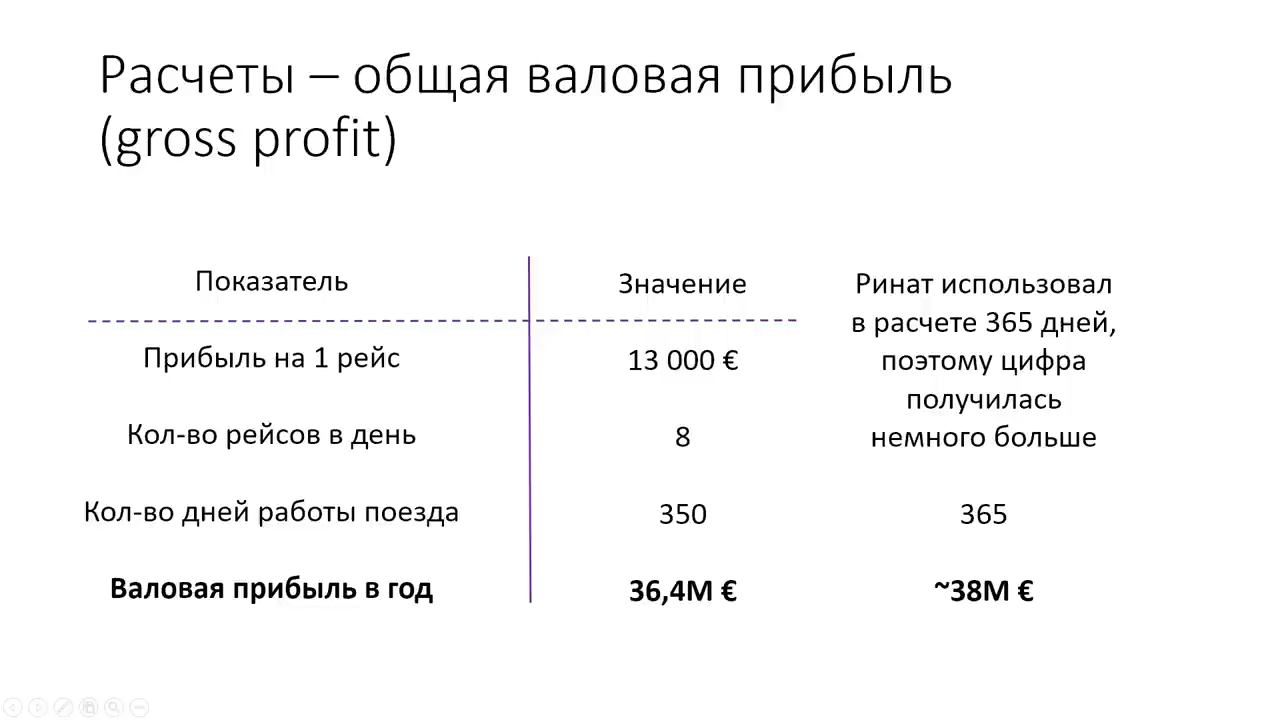 Расчеты – общая валовая прибыль
(gross profit)
Показатель
Значение
Ринат использовал
в расчете 365 дней,
поэтому цифра
получилась
немного больше
Прибыль на 1 рейс
13 000 €
Кол-во рейсов в день
8
Кол-во дней работы поезда
350
365
Валовая прибыль в год
36,4М €
~38М €